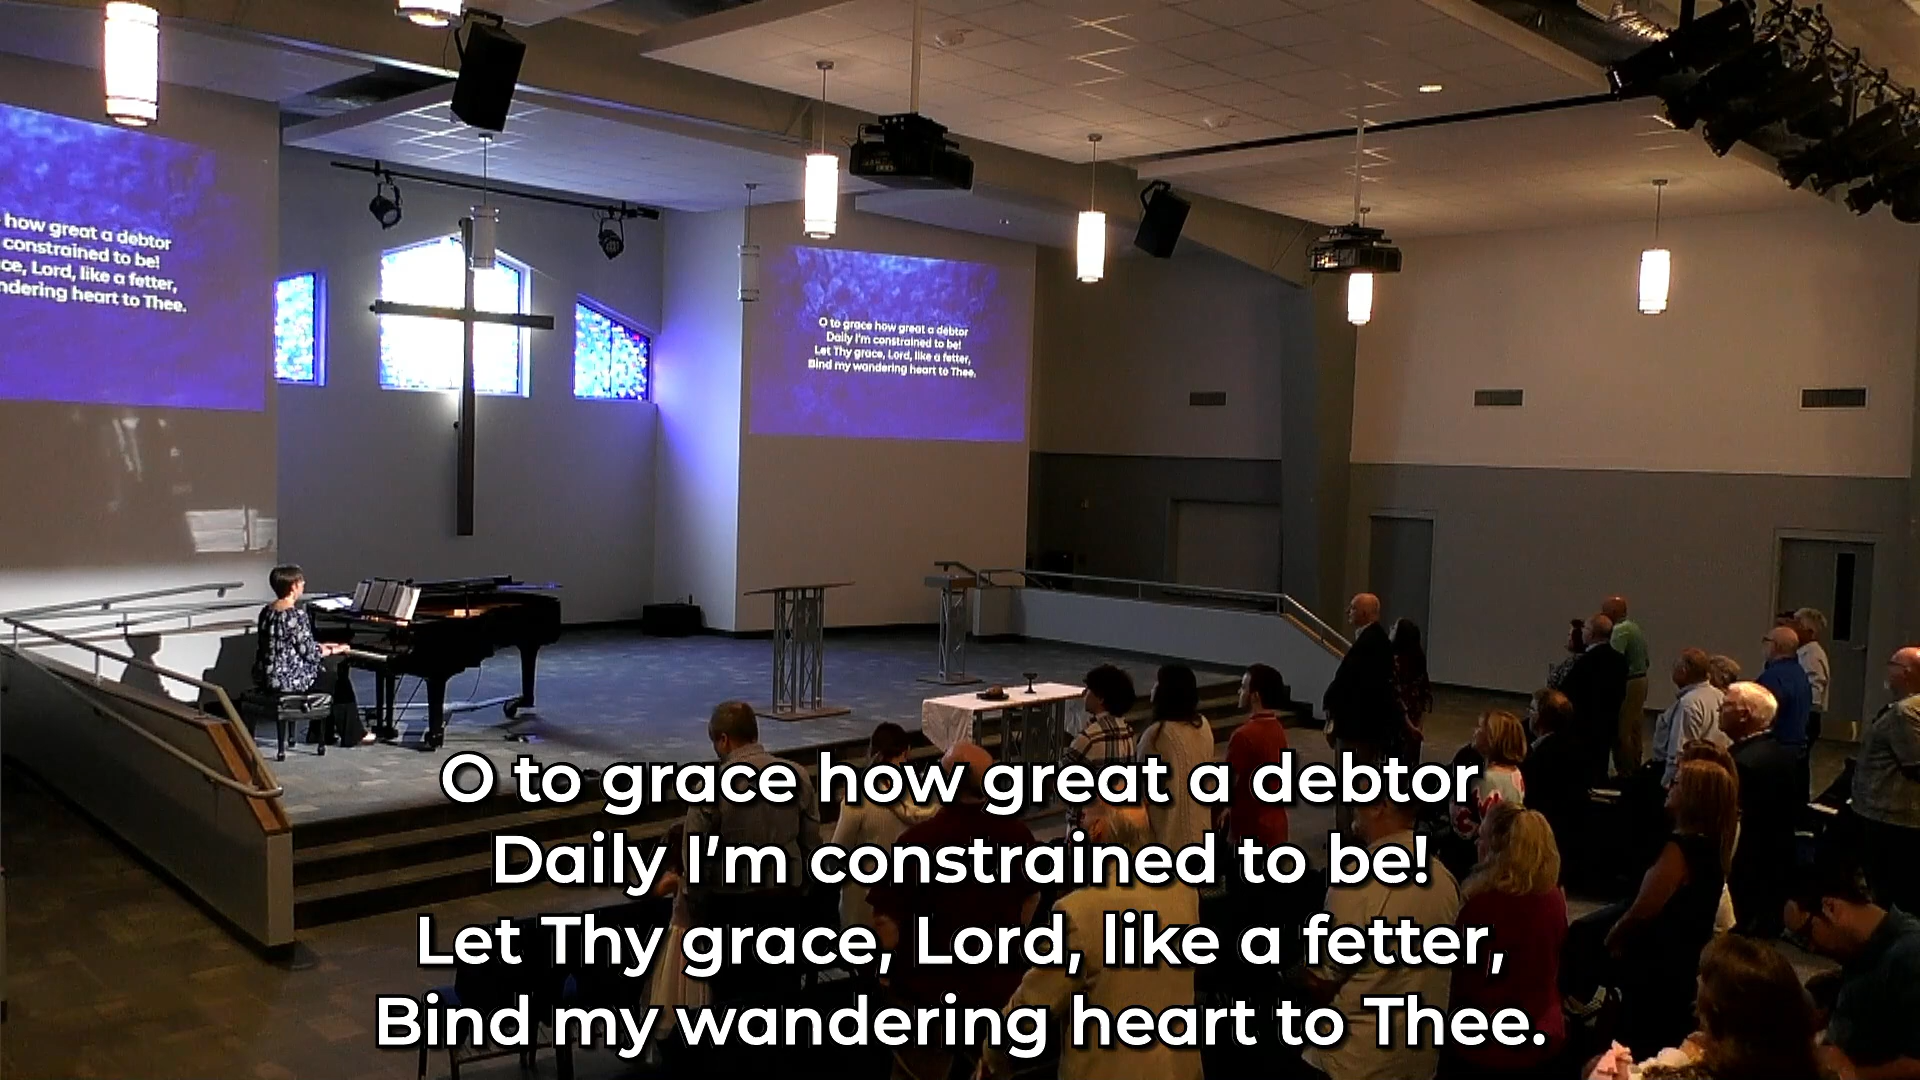 how great a debtor
constrained to be!
ce, Lord, like a fetter,
ndering heart to Thee.
O to grace how great a debtor
Daily I'm constrained to be!
Let Thy grace, Lord, like a fetter,
Bind my wandering heart to Thee.
O to grace how great a debtor
Daily I’m constrained to be!
Let Thy grace, Lord, like a fetter,
Bind my wandering heart to Thee.